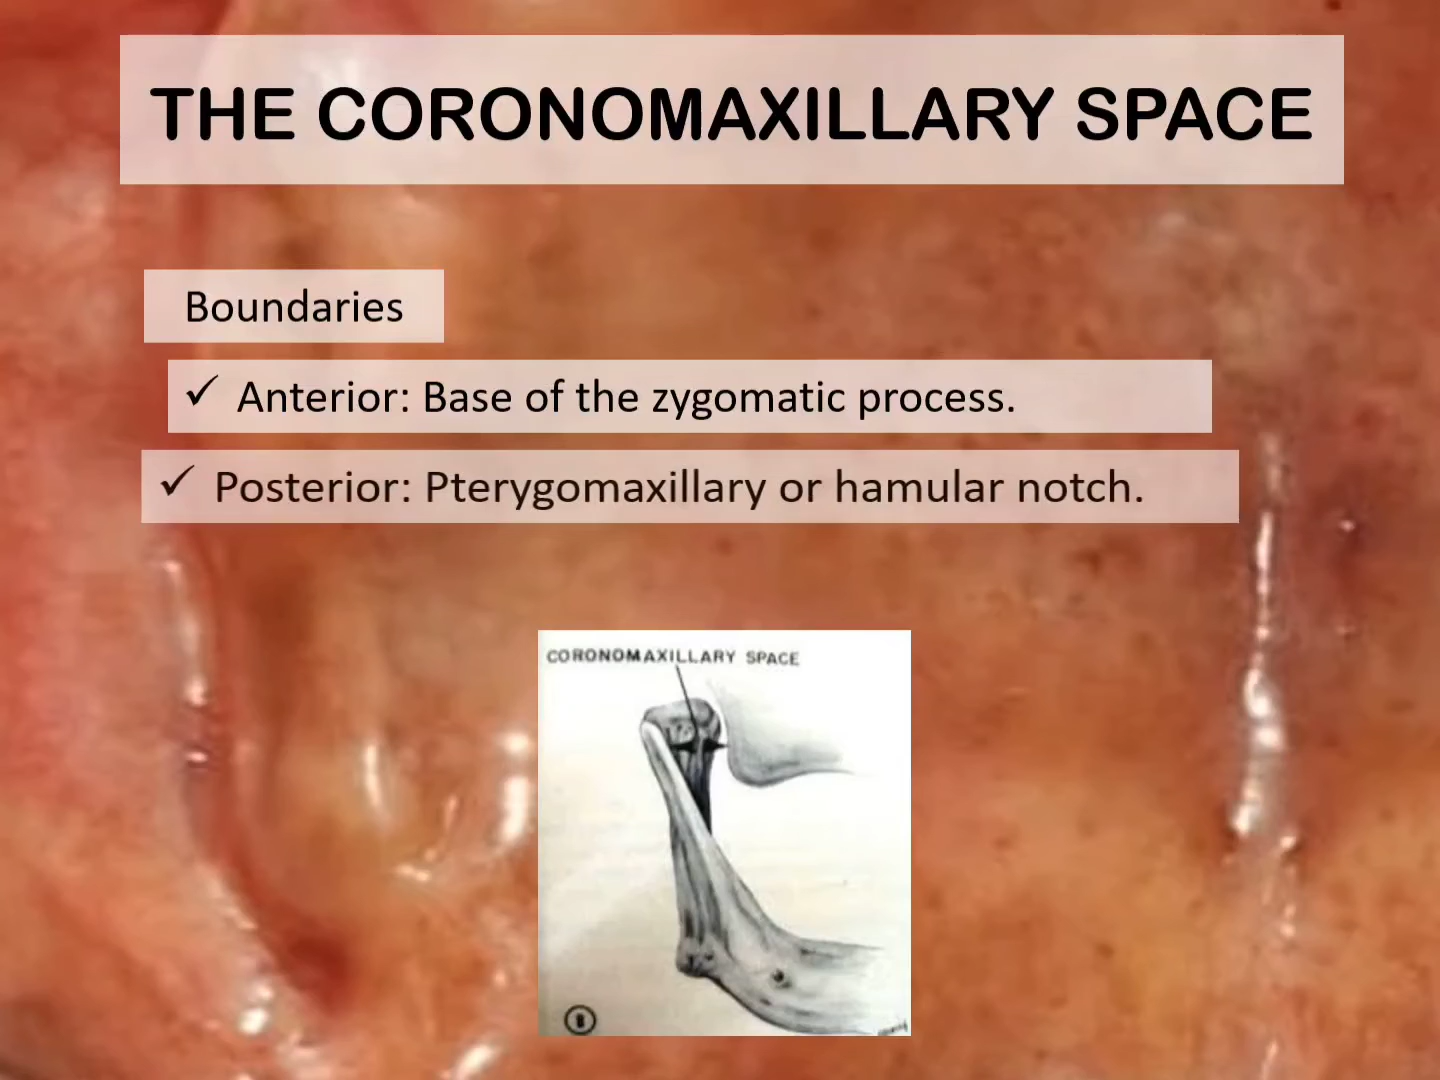 THE CORONOMAXILLARY SPACE
Boundaries
✓ Anterior: Base of the zygomatic process.
✓ Posterior: Pterygomaxillary or hamular notch.
CORONOMAXILLARY SPACE